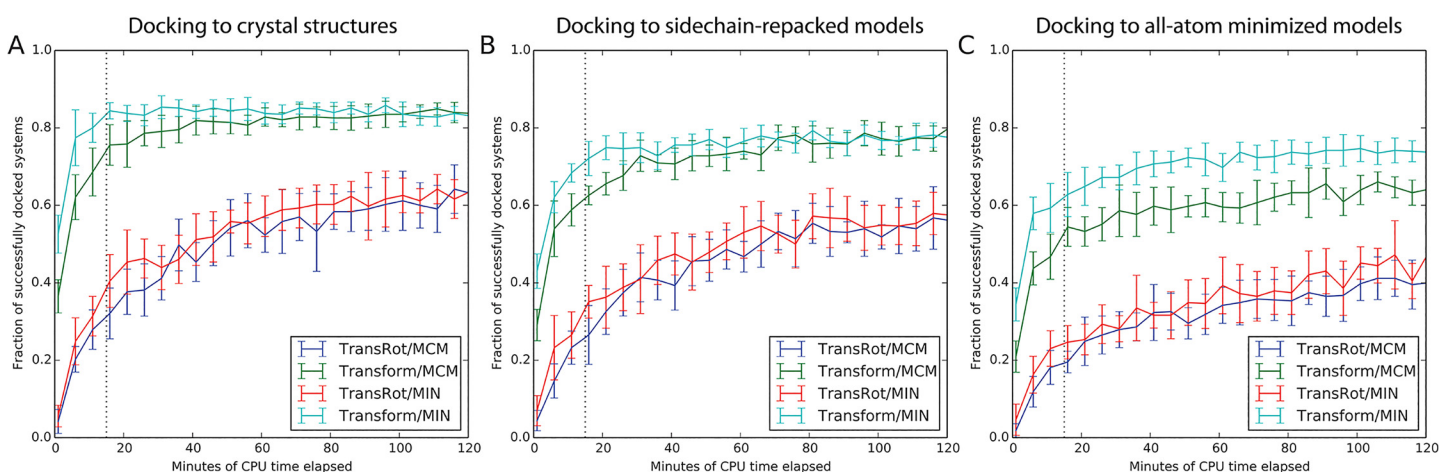 A
Docking to crystal structures
Fraction of successfully docked systems
1.0
0.8
0.6
0.4
0.2
0.0
20
40
60
80
100
120
Minutes of CPU time elapsed
TransRot/MCM
Transform/MCM
TransRot/MIN
Transform/MIN
B
Docking to sidechain-repacked models
Fraction of successfully docked systems
1.0
0.8
0.6
0.4
0.2
0.0
0
20
40
60
80
100
120
Minutes of CPU time elapsed
TransRot/MCM
Transform/MCM
TransRot/MIN
Transform/MIN
C
Docking to all-atom minimized models
Fraction of successfully docked systems
1.0
0.8
0.6
0.4
0.2
0.0
0
20
40
60
80
100
120
Minutes of CPU time elapsed
TransRot/MCM
Transform/MCM
TransRot/MIN
Transform/MIN